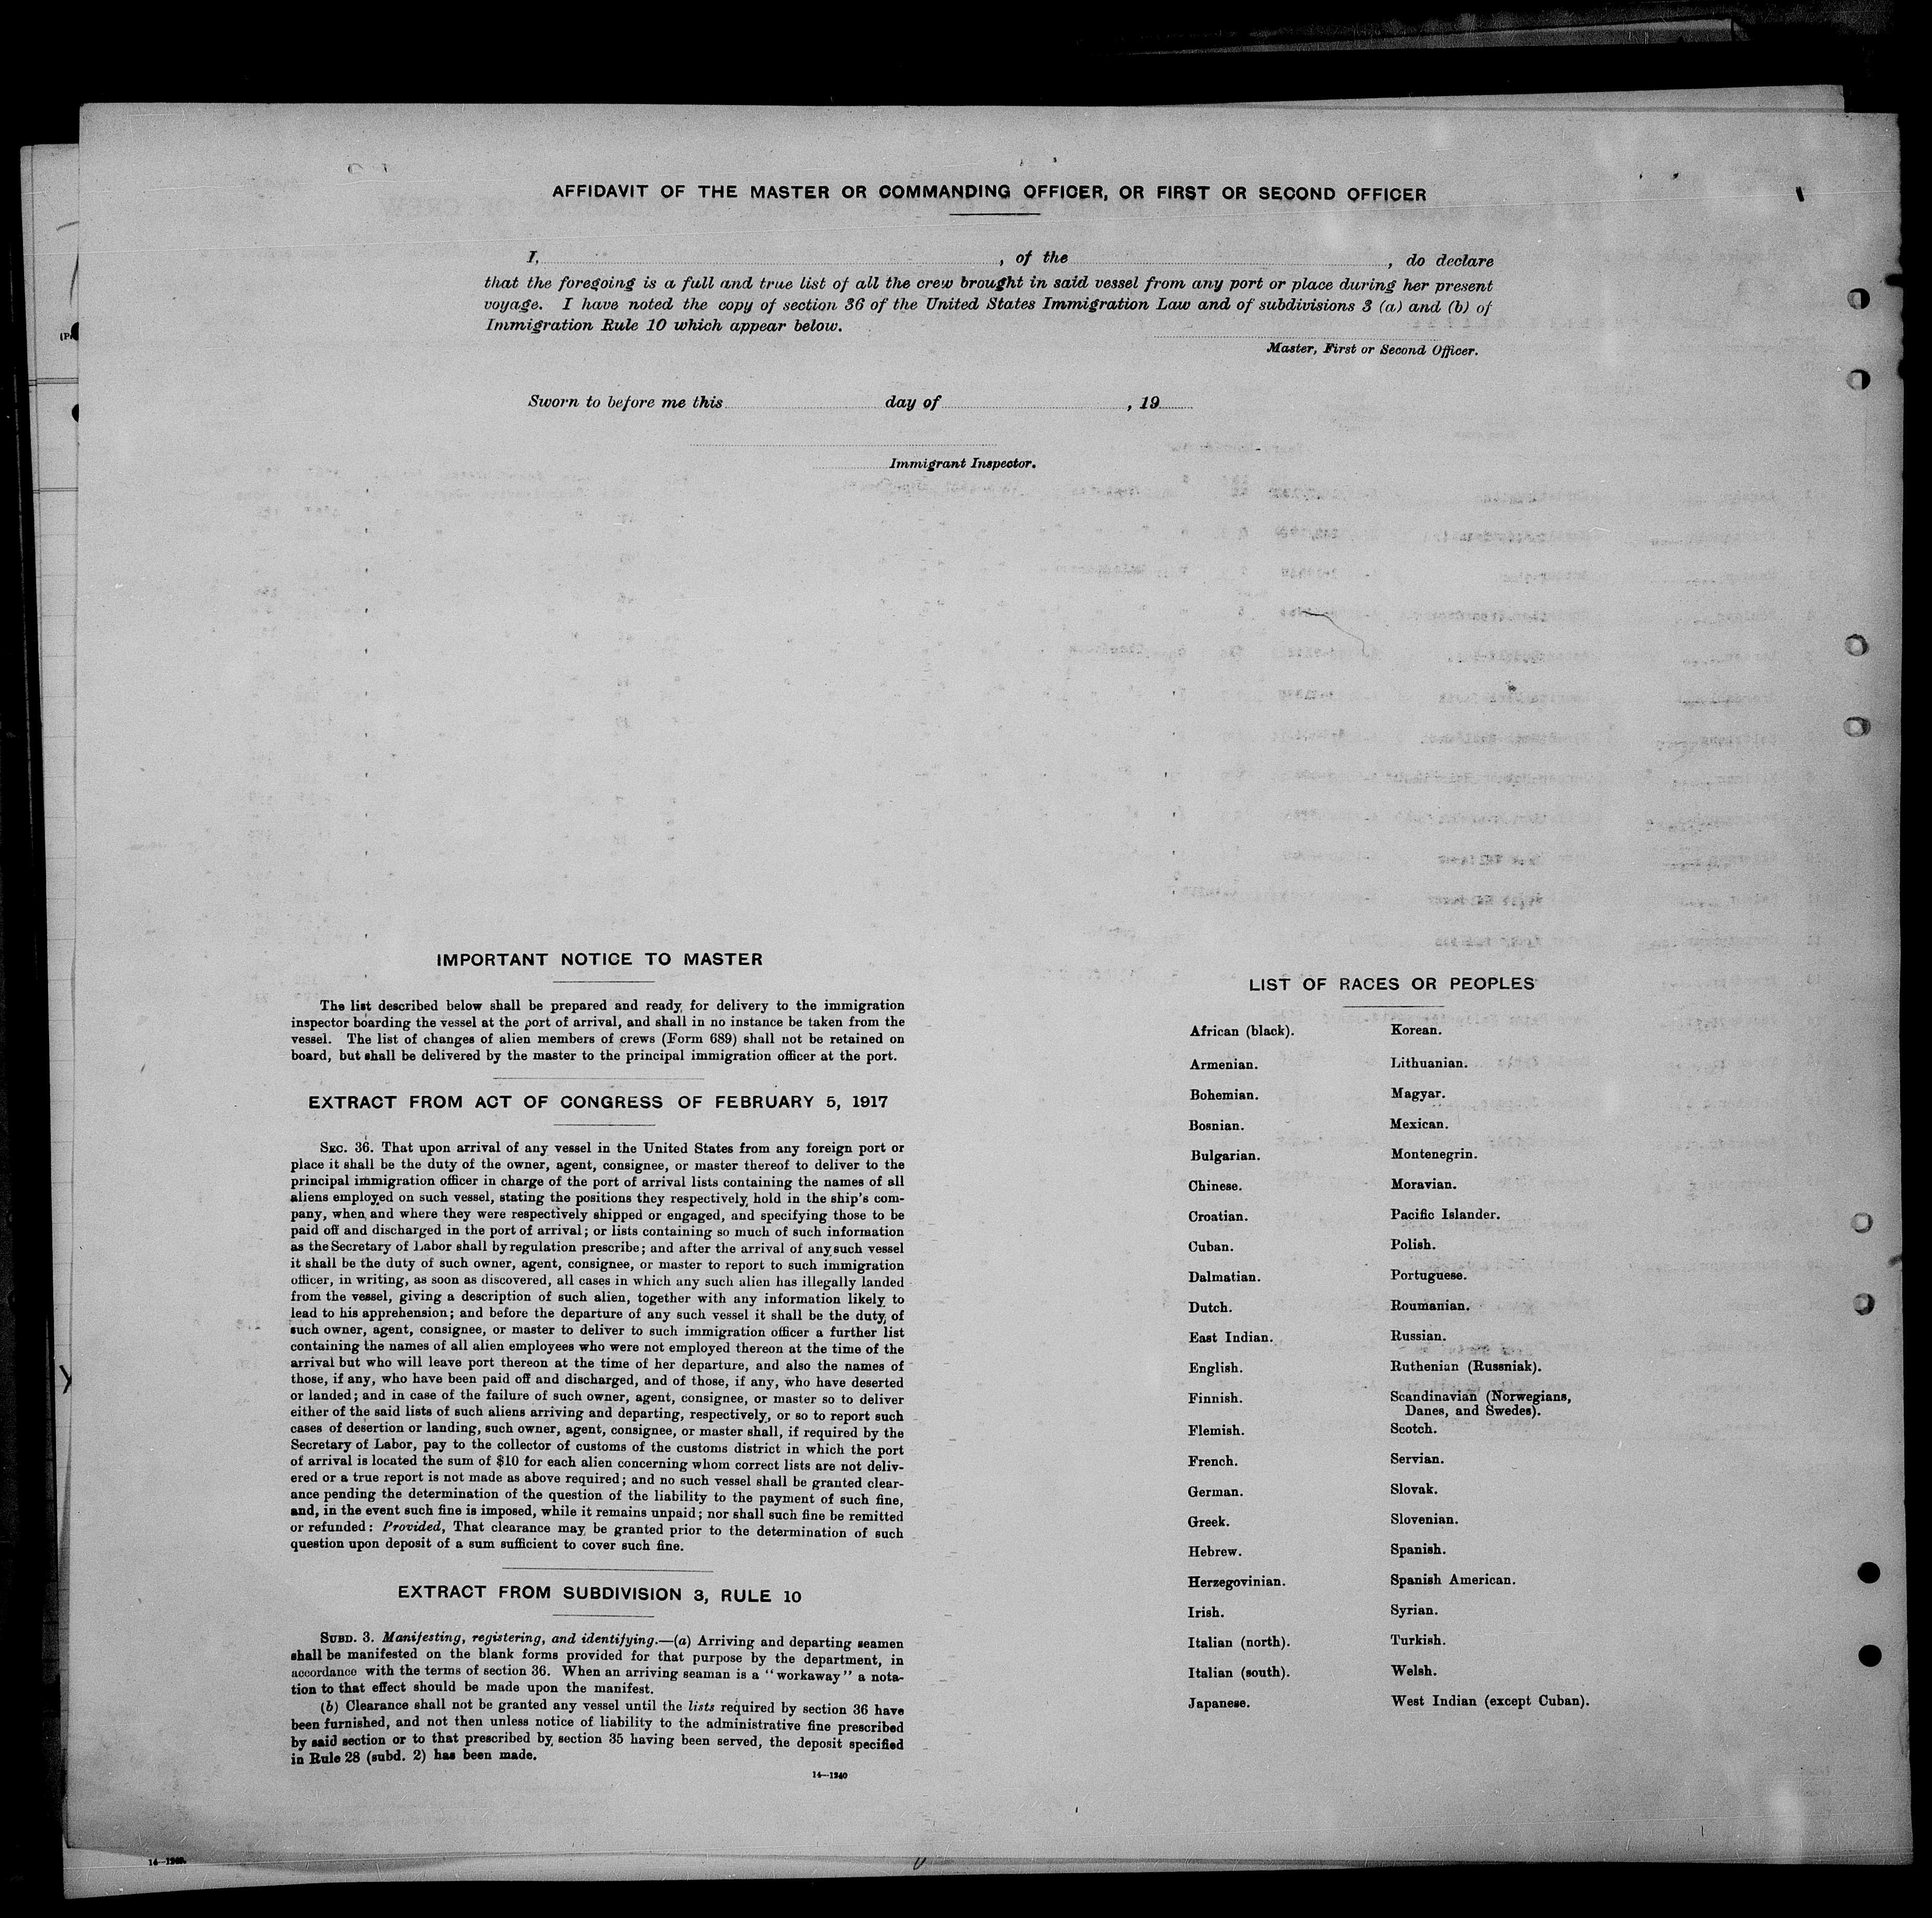 AFFIDAVIT OF THE MASTER OR COMMANDING OFFICER, OR FIRST OR SECOND OFFICER
I, , of the , do declare
that the foregoing is a full and true list of all the crew brought in said vessel from any port or place during her present
voyage. I have noted the copy of section 36 of the United States Immigration Law and of subdivisions 3 (a) and (b) of
Immigration Rule 10 which appear below.
Master, First or Second Officer.
Sworn to before me this day of , 19
Immigrant Inspector.
IMPORTANT NOTICE TO MASTER
The list described below shall be prepared and ready for delivery to the immigration
inspector boarding the vessel at the port of arrival, and shall in no instance be taken from the
vessel. The list of changes of alien members of crews (Form 689) shall not be retained on
board, but shall be delivered by the master to the principal immigration officer at the port.
EXTRACT FROM ACT OF CONGRESS OF FEBRUARY 5, 1917
SEC. 36. That upon arrival of any vessel in the United States from any foreign port or
place it shall be the duty of the owner, agent, consignee, or master thereof to deliver to the
principal immigration officer in charge of the port of arrival lists containing the names of all
aliens employed on such vessel, stating the positions they respectively hold in the ship's com-
pany, when and where they were respectively shipped or engaged, and specifying those to be
paid off and discharged in the port of arrival; or lists containing so much of such information
as the Secretary of Labor shall by regulation prescribe; and after the arrival of any such vessel
it shall be the duty of such owner, agent, consignee, or master to report to such immigration
officer, in writing, as soon as discovered, all cases in which any such alien has illegally landed
from the vessel, giving a description of such alien, together with any information likely to
lead to his apprehension; and before the departure of any such vessel it shall be the duty of
such owner, agent, consignee, or master to deliver to such immigration officer a further list
containing the names of all alien employees who were not employed thereon at the time of the
arrival but who will leave port thereon at the time of her departure, and also the names of
those, if any, who have been paid off and discharged, and of those, if any, who have deserted
or landed; and in case of the failure of such owner, agent, consignee, or master so to deliver
either of the said lists of such aliens arriving and departing, respectively, or so to report such
cases of desertion or landing, such owner, agent, consignee, or master shall, if required by the
Secretary of Labor, pay to the collector of customs of the customs district in which the port
of arrival is located the sum of $10 for each alien concerning whom correct lists are not deliv-
ered or a true report is not made as above required; and no such vessel shall be granted clear-
ance pending the determination of the question of the liability to the payment of such fine,
and, in the event such fine is imposed, while it remains unpaid; nor shall such fine be remitted
or refunded: Provided, That clearance may be granted prior to the determination of such
question upon deposit of a sum sufficient to cover such fine.
EXTRACT FROM SUBDIVISION 3, RULE 10
SUBD. 3. Manifesting, registering, and identifying.—(a) Arriving and departing seamen
shall be manifested on the blank forms provided for that purpose by the department, in
accordance with the terms of section 36. When an arriving seaman is a "workaway" a nota-
tion to that effect should be made upon the manifest.
(b) Clearance shall not be granted any vessel until the lists required by section 36 have
been furnished, and not then unless notice of liability to the administrative fine prescribed
by said section or to that prescribed by section 35 having been served, the deposit specified
in Rule 28 (subd. 2) has been made.
14—1240
LIST OF RACES OR PEOPLES
African (black).
Armenian.
Bohemian.
Bosnian.
Bulgarian.
Chinese.
Croatian.
Cuban.
Dalmatian.
Dutch.
East Indian.
English.
Finnish.
Flemish.
French.
German.
Greek.
Hebrew.
Herzegovinian.
Irish.
Italian (north).
Italian (south).
Japanese.
Korean.
Lithuanian.
Magyar.
Mexican.
Montenegrin.
Moravian.
Pacific Islander.
Polish.
Portuguese.
Roumanian.
Russian.
Ruthenian (Russniak).
Scandinavian (Norwegians,
Danes, and Swedes).
Scotch.
Servian.
Slovak.
Slovenian.
Spanish.
Spanish American.
Syrian.
Turkish.
Welsh.
West Indian (except Cuban).